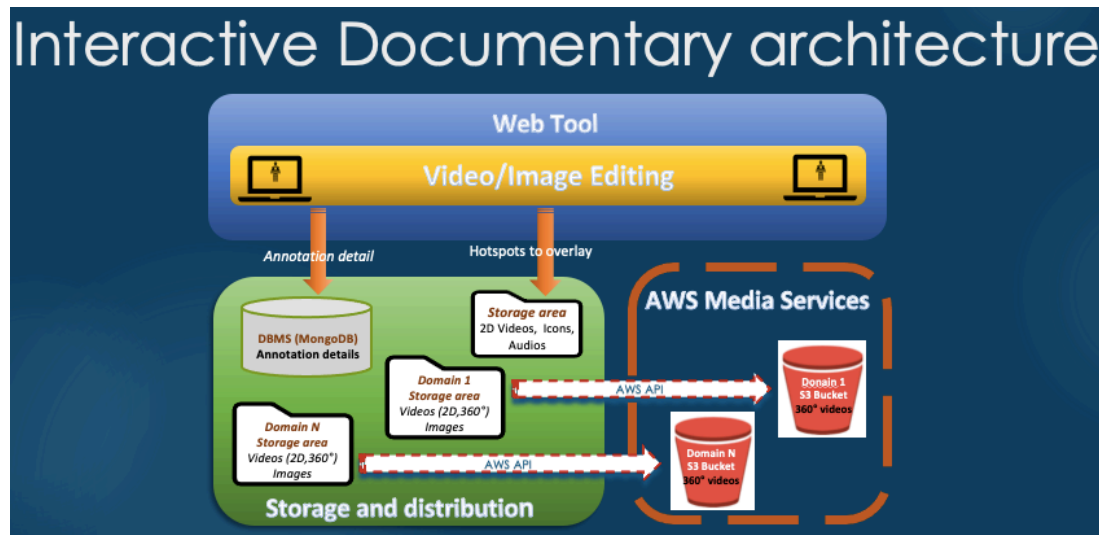 Interactive Documentary architecture
Web Tool
Video/Image Editing
Annotation detail
Hotspots to overlay
DBMS (MongoDB)
Annotation details
Storage area
2D Videos, Icons,
Audios
Domain 1
Storage area
Videos (2D,360°)
Images
Domain N
Storage area
Videos (2D,360°)
Images
Storage and distribution
AWS API
AWS API
AWS Media Services
Donain 1
S3 Bucket
360° videos
Domain N
S3 Bucket
360° videos